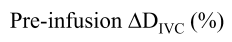 Pre-infusion ΔD_IVC (%)